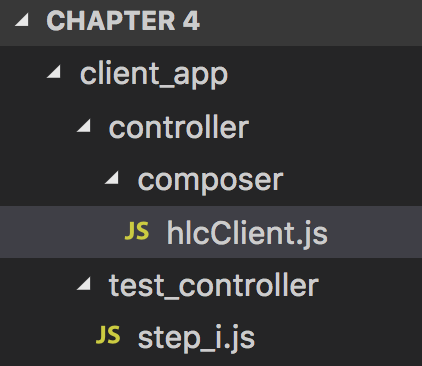 CHAPTER 4
client_app
controller
composer
JS hlcClient.js
test_controller
JS step_i.js